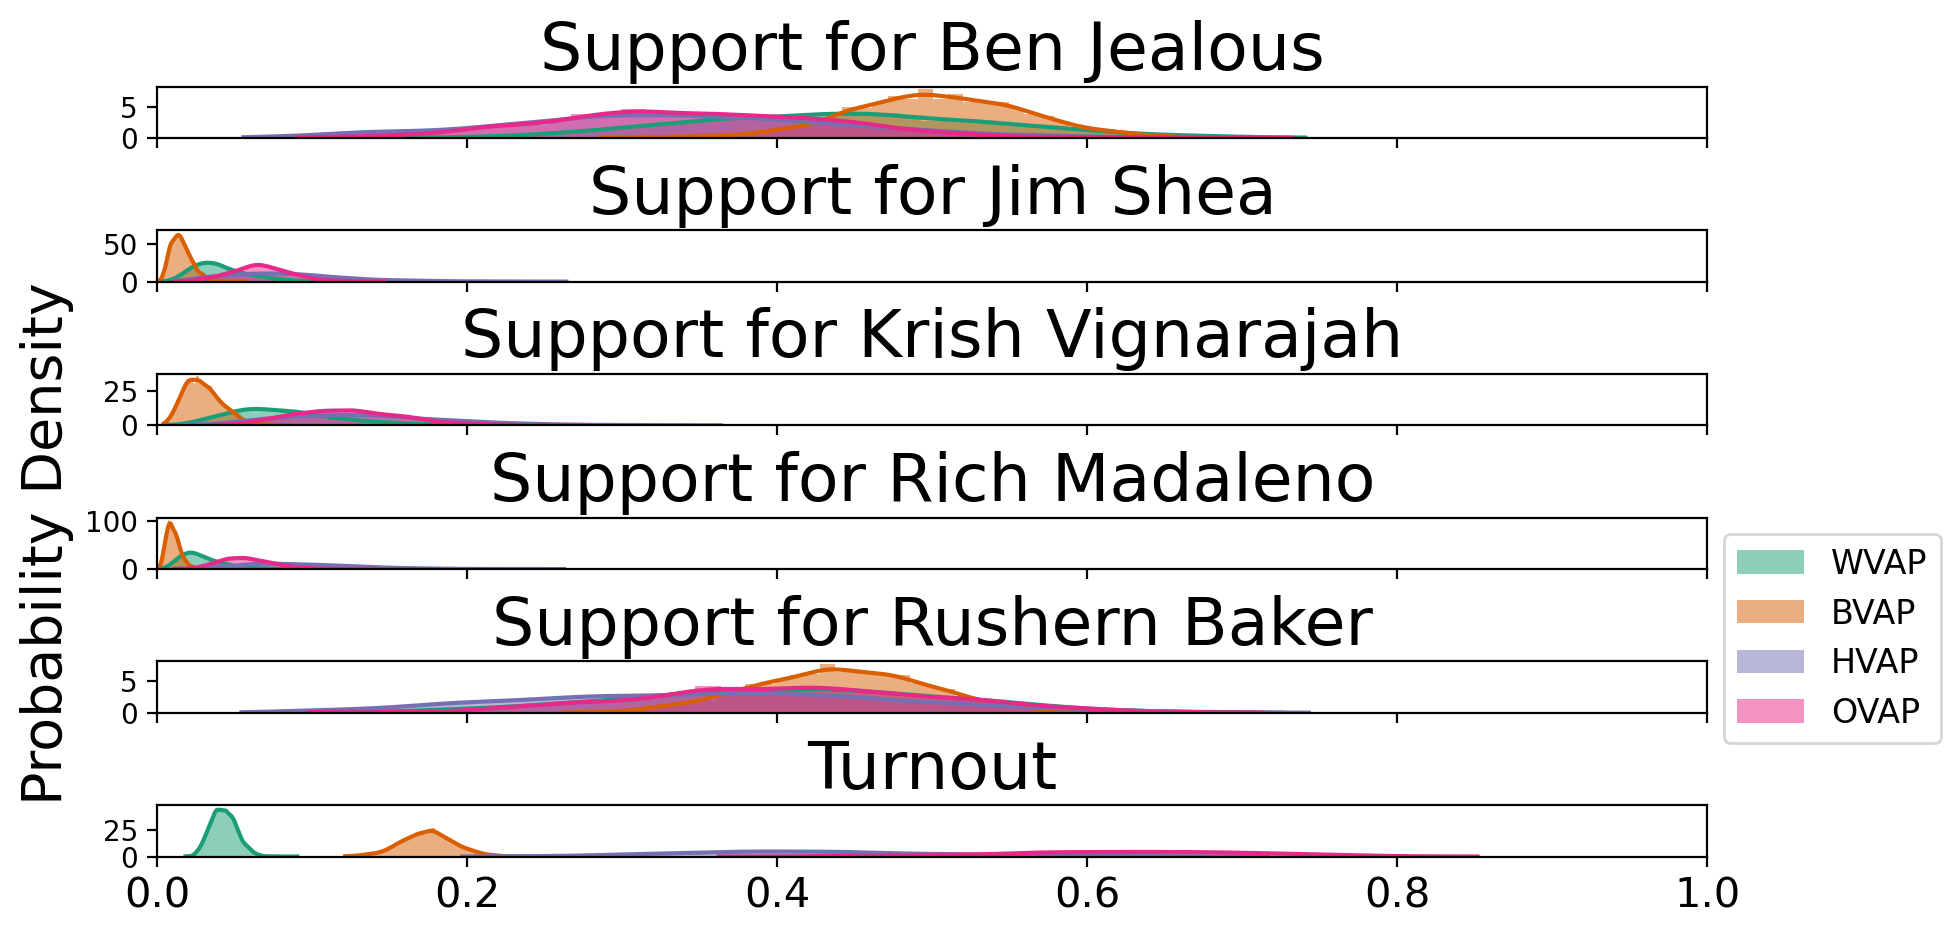 Support for Ben Jealous
5
0
Support for Jim Shea
50
0
Support for Krish Vignarajah
25
0
Support for Rich Madaleno
100
0
Support for Rushern Baker
5
0
Turnout
25
0
0.0 0.2 0.4 0.6 0.8 1.0
Probability Density
WVAP
BVAP
HVAP
OVAP